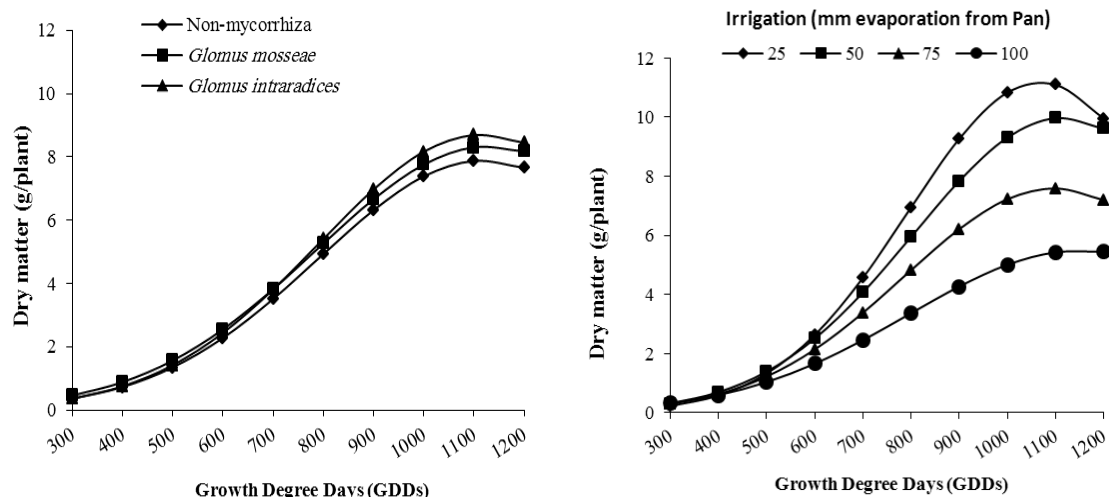 Non-mycorrhiza
Glomus mosseae
Glomus intraradices
12
10
8
6
4
2
0
Dry matter (g/plant)
300 400 500 600 700 800 900 1000 1100 1200
Growth Degree Days (GDDs)
Irrigation (mm evaporation from Pan)
25 50 75 100
12
10
8
6
4
2
0
Dry matter (g/plant)
300 400 500 600 700 800 900 1000 1100 1200
Growth Degree Days (GDDs)